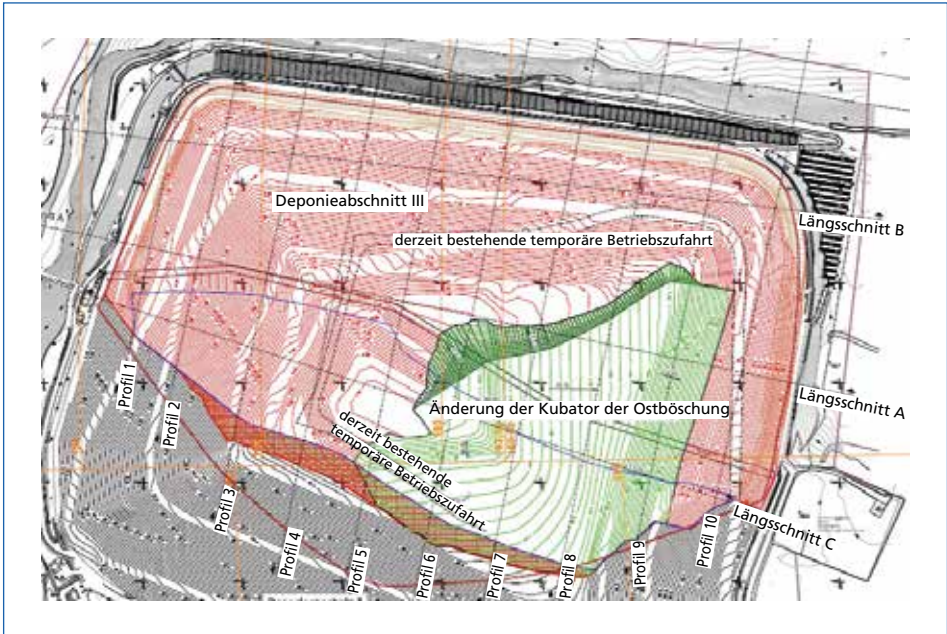 Deponieabschnitt III
Längsschnitt B
derzeit bestehende temporäre Betriebszufahrt
Profil 1
Profil 2
Längsschnitt A
Änderung der Kubator der Ostböschung
derzeit bestehende
temporäre Betriebszufahrt
Profil 3
Profil 4
Profil 5
Profil 6
Profil 7
Profil 8
Profil 9
Profil 10
Längsschnitt C